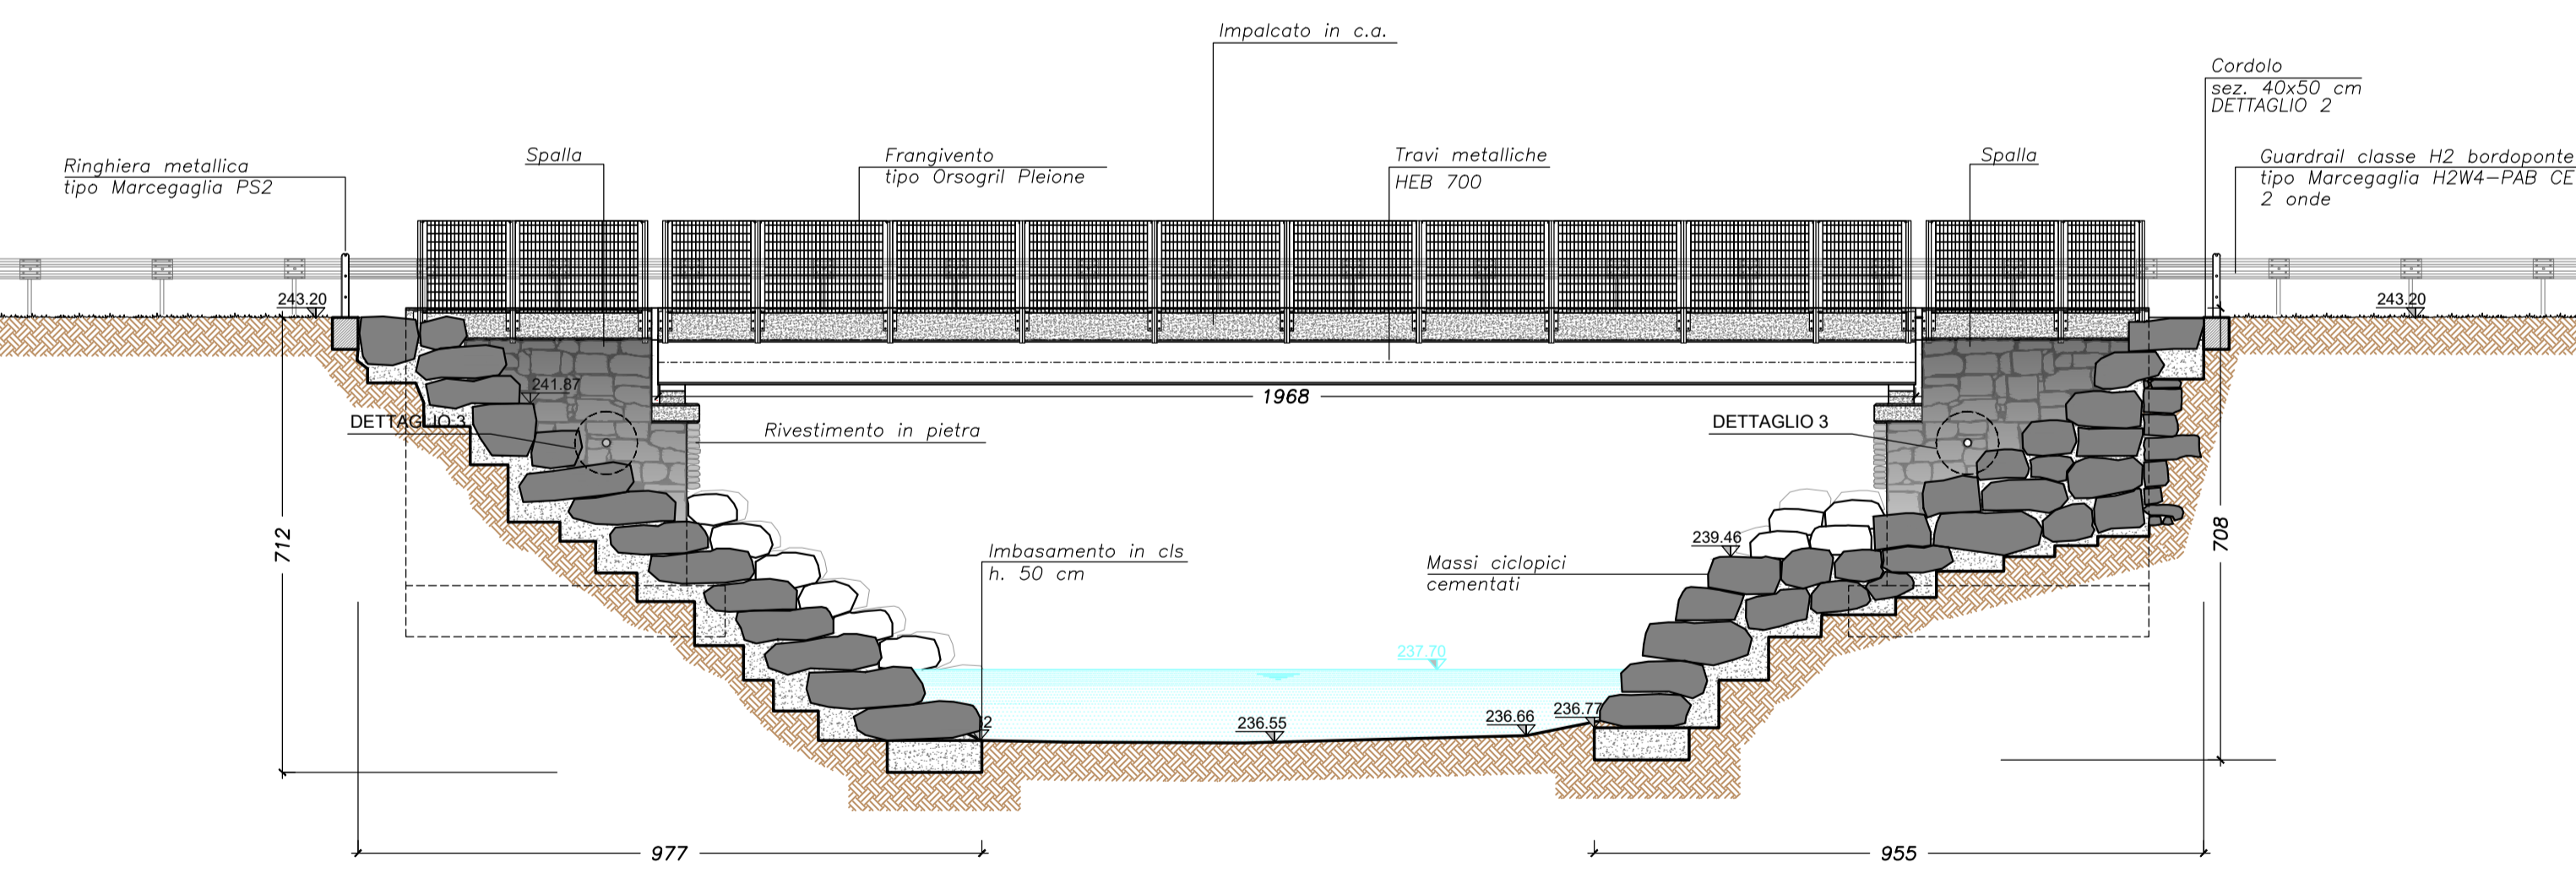 Impalcato in c.a.
Cordolo
sez. 40x50 cm
DETTAGLIO 2
Ringhiera metallica
tipo Marcegaglia PS2
Spalla
Frangivento
tipo Orsogril Pleione
Travi metalliche
HEB 700
Spalla
Guardrail classe H2 bordoponte
tipo Marcegaglia H2W4-PAB CE
2 onde
243.20
243.20
241.87
1968
DETTAGLIO 3
Rivestimento in pietra
DETTAGLIO 3
712
Imbasamento in cls
h. 50 cm
Massi ciclopici
cementati
239.46
708
237.70
236.55
236.66
236.77
977
955